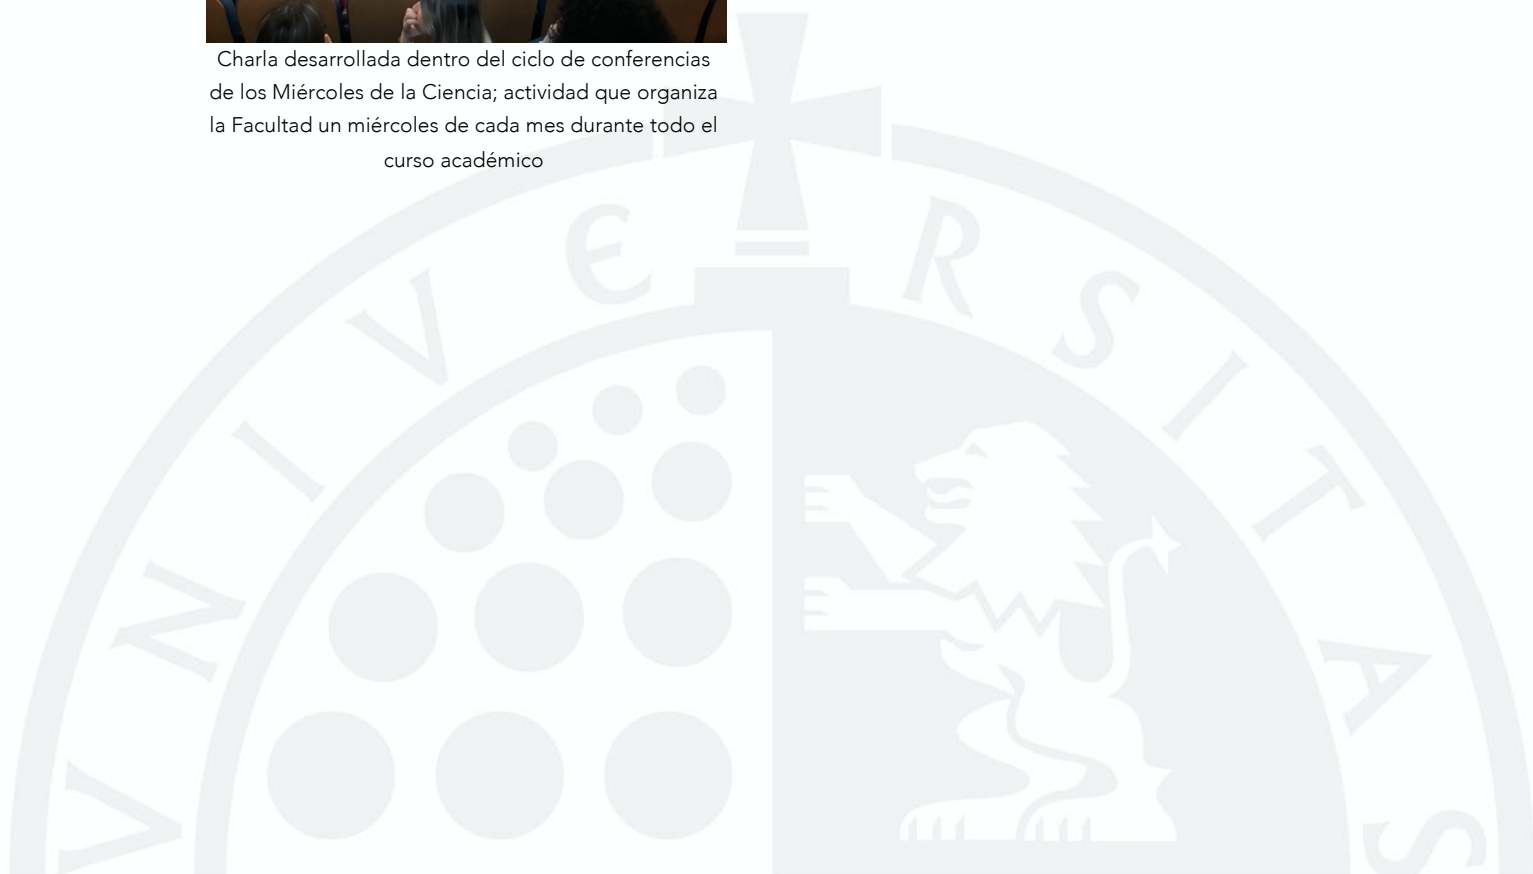 Charla desarrollada dentro del ciclo de conferencias
de los Miércoles de la Ciencia; actividad que organiza
la Facultad un miércoles de cada mes durante todo el
curso académico
VNIVERSITAS